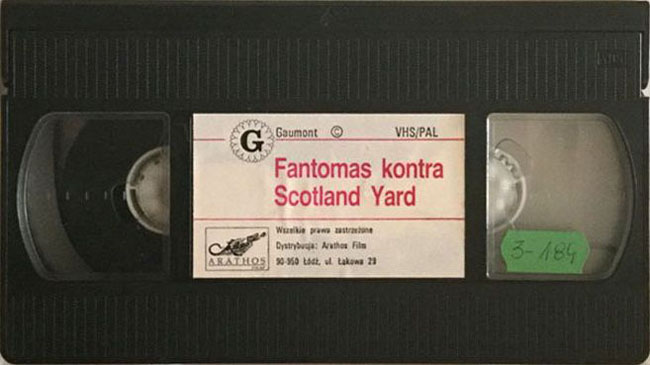 G Gaumont © VHS/PAL
Fantomas kontra
Scotland Yard
Wszelkie prawa zastrzeżone
Dystrybucja: Arathos Film
90-950 Łódź, ul. Łąkowa 29
ARATHOS
FILM
3-184